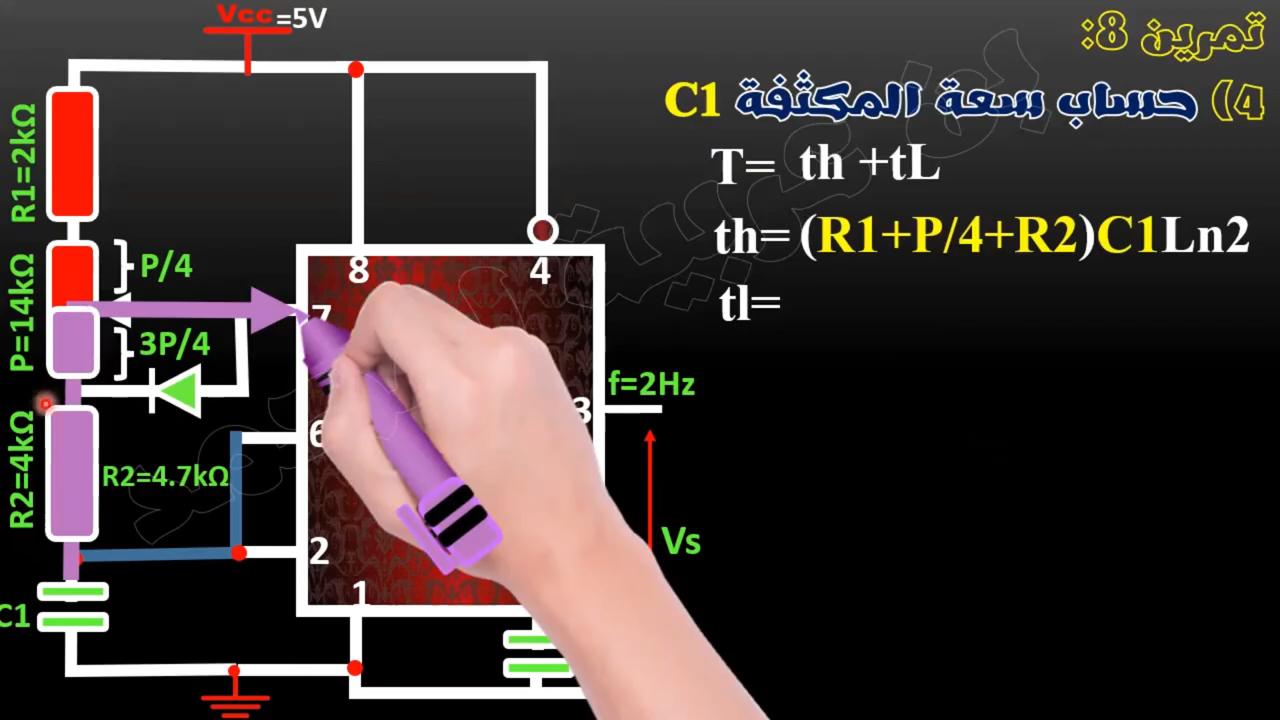 تمرين 8:
4) حساب سعة المكثفة C1
T= th +tL
th= (R1+P/4+R2)C1Ln2
tl=
Vcc=5V
R1=2kΩ
P=14kΩ
P/4
3P/4
R2=4kΩ
R2=4.7kΩ
C1
8
4
7
6
3
2
1
f=2Hz
Vs